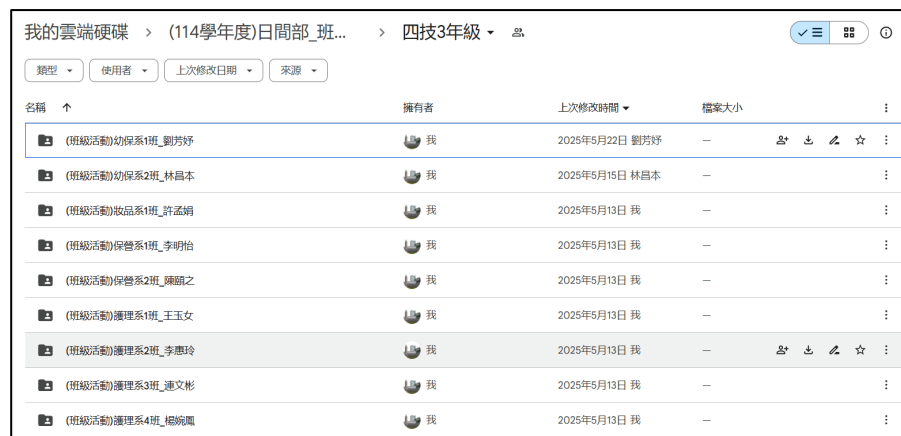 我的雲端硬碟 > (114學年度)日間部_班... > 四技3年級
類型 使用者 上次修改日期 來源
名稱 擁有者 上次修改時間 檔案大小
(班級活動)幼保系1班_劉芳妤 我 2025年5月22日 劉芳妤 —
(班級活動)幼保系2班_林昌本 我 2025年5月15日 林昌本 —
(班級活動)妝品系1班_許孟娟 我 2025年5月13日 我 —
(班級活動)保營系1班_李明怡 我 2025年5月13日 我 —
(班級活動)保營系2班_陳頤之 我 2025年5月13日 我 —
(班級活動)護理系1班_王玉女 我 2025年5月13日 我 —
(班級活動)護理系2班_李惠玲 我 2025年5月13日 我 —
(班級活動)護理系3班_連文彬 我 2025年5月13日 我 —
(班級活動)護理系4班_楊婉鳳 我 2025年5月13日 我 —